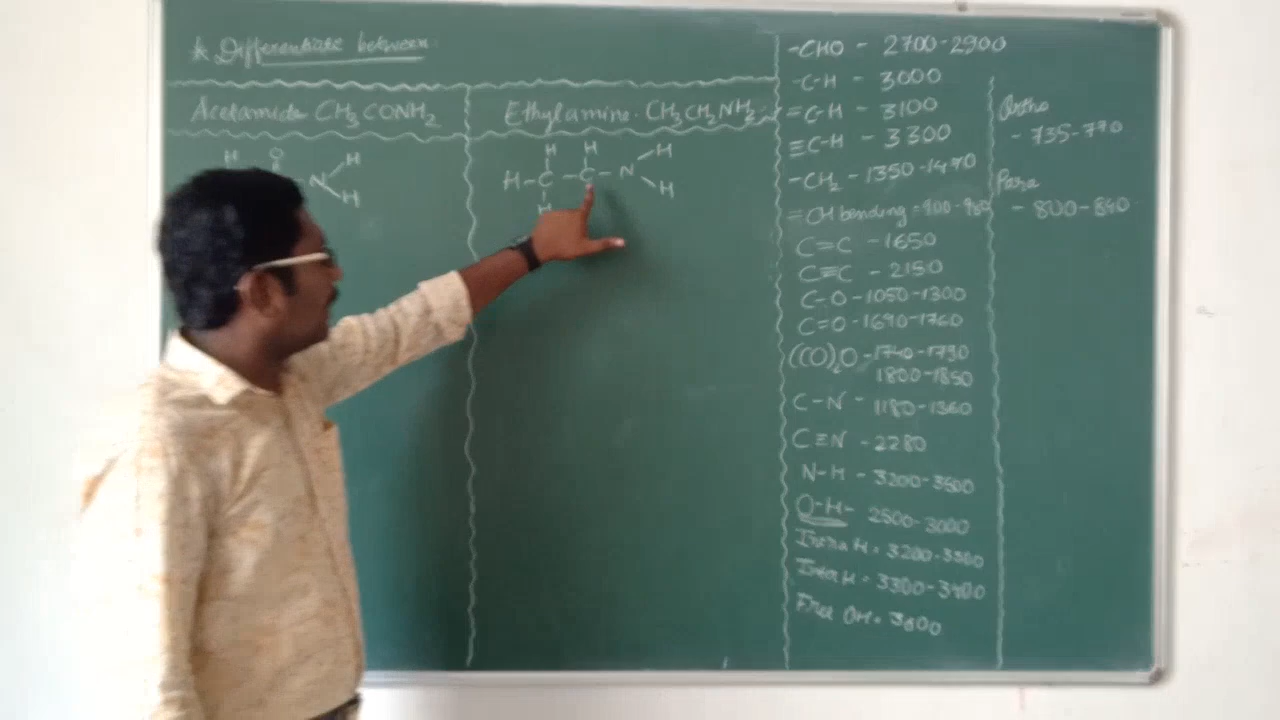 * Differentiate between:
Acetamide CH3CONH2
H O H
N
H
Ethylamine. CH3CH2NH2
H H H
H-C-C-N
H H
-CHO - 2700-2900
-C-H - 3000
=C-H - 3100
≡C-H - 3300
-CH2 - 1350-1470
=CH bending = 900-980
C=C - 1650
C≡C - 2150
C-O - 1050-1300
C=O - 1690-1760
(CO)2O - 1740-1790
1800-1850
C-N - 1180-1360
C≡N - 2280
N-H - 3200-3500
O-H - 2500-3000
Intra H = 3200-3500
Inter H = 3300-3400
Free OH = 3600
Ortho
- 735-770
Para
- 800-840